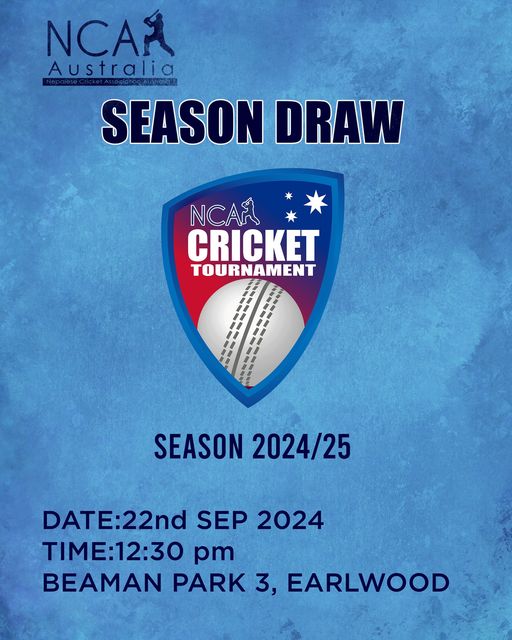 NCA
Australia
Nepalese Cricket Association Australia
SEASON DRAW
NCA
CRICKET
TOURNAMENT
SEASON 2024/25
DATE:22nd SEP 2024
TIME:12:30 pm
BEAMAN PARK 3, EARLWOOD